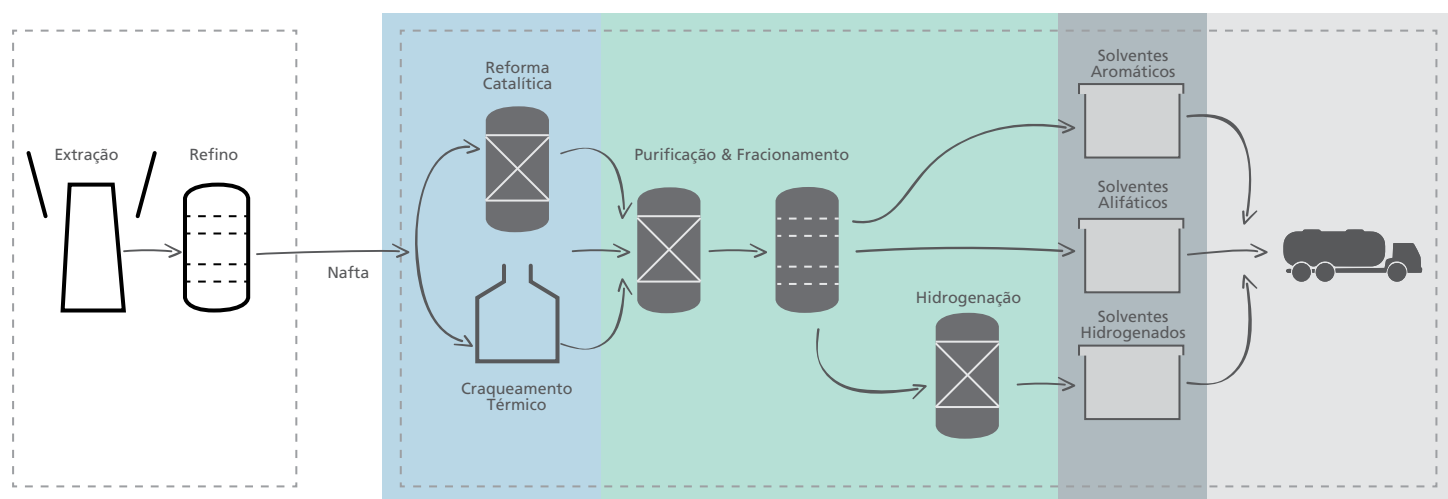 Extração
Refino
Nafta
Reforma
Catalítica
Craqueamento
Térmico
Purificação & Fracionamento
Hidrogenação
Solventes
Aromáticos
Solventes
Alifáticos
Solventes
Hidrogenados